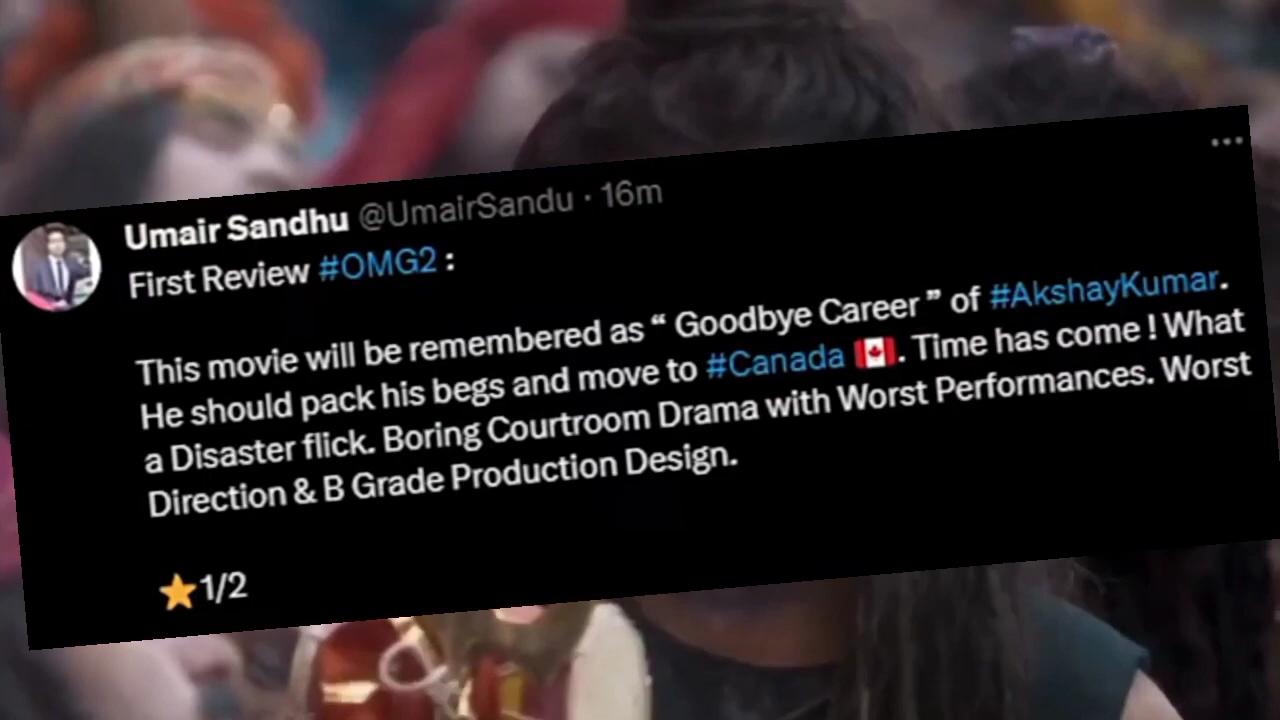 Umair Sandhu @UmairSandu · 16m
First Review #OMG2 :
This movie will be remembered as “ Goodbye Career ” of #AkshayKumar.
He should pack his begs and move to #Canada 🇨🇦. Time has come ! What
a Disaster flick. Boring Courtroom Drama with Worst Performances. Worst
Direction & B Grade Production Design.
⭐1/2